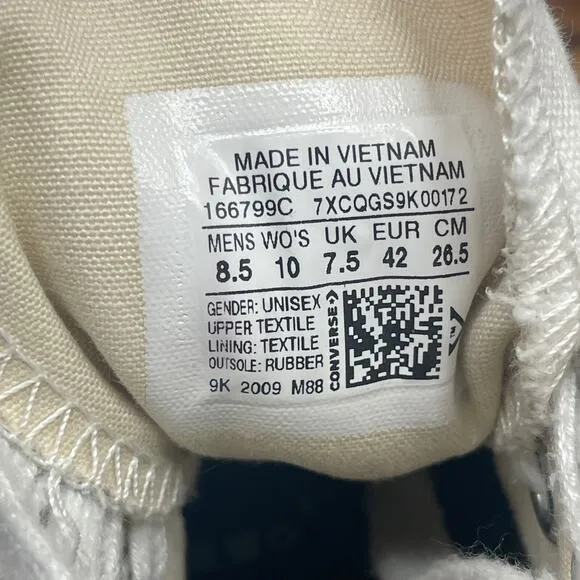 MADE IN VIETNAM
FABRIQUE AU VIETNAM
166799C 7XCQGS9K00172
MENS WO'S UK EUR CM
8.5 10 7.5 42 26.5
GENDER: UNISEX
UPPER TEXTILE
LINING: TEXTILE
OUTSOLE: RUBBER
9K 2009 M88
CONVERSE
TM